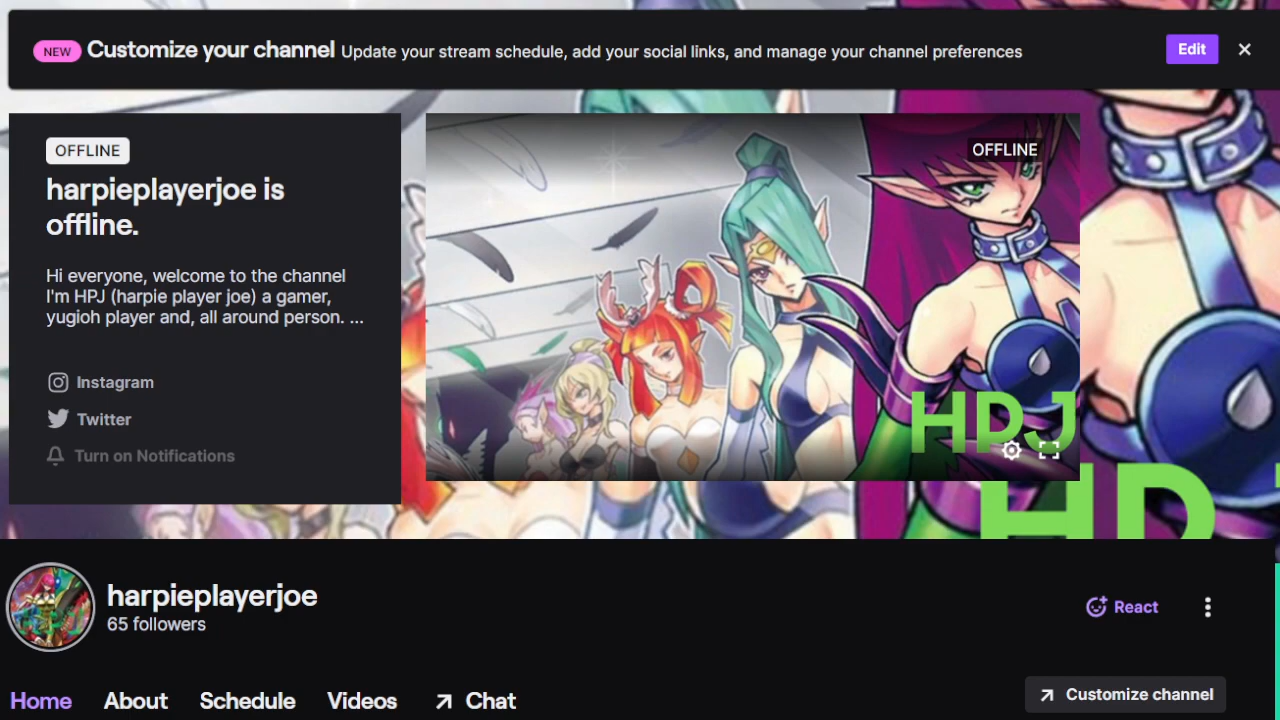 NEW Customize your channel Update your stream schedule, add your social links, and manage your channel preferences Edit
OFFLINE
harpieplayerjoe is
offline.
Hi everyone, welcome to the channel
I'm HPJ (harpie player joe) a gamer,
yugioh player and, all around person. ...
Instagram
Twitter
Turn on Notifications
OFFLINE
HPJ
HP
harpieplayerjoe
65 followers
React
Home About Schedule Videos Chat
Customize channel